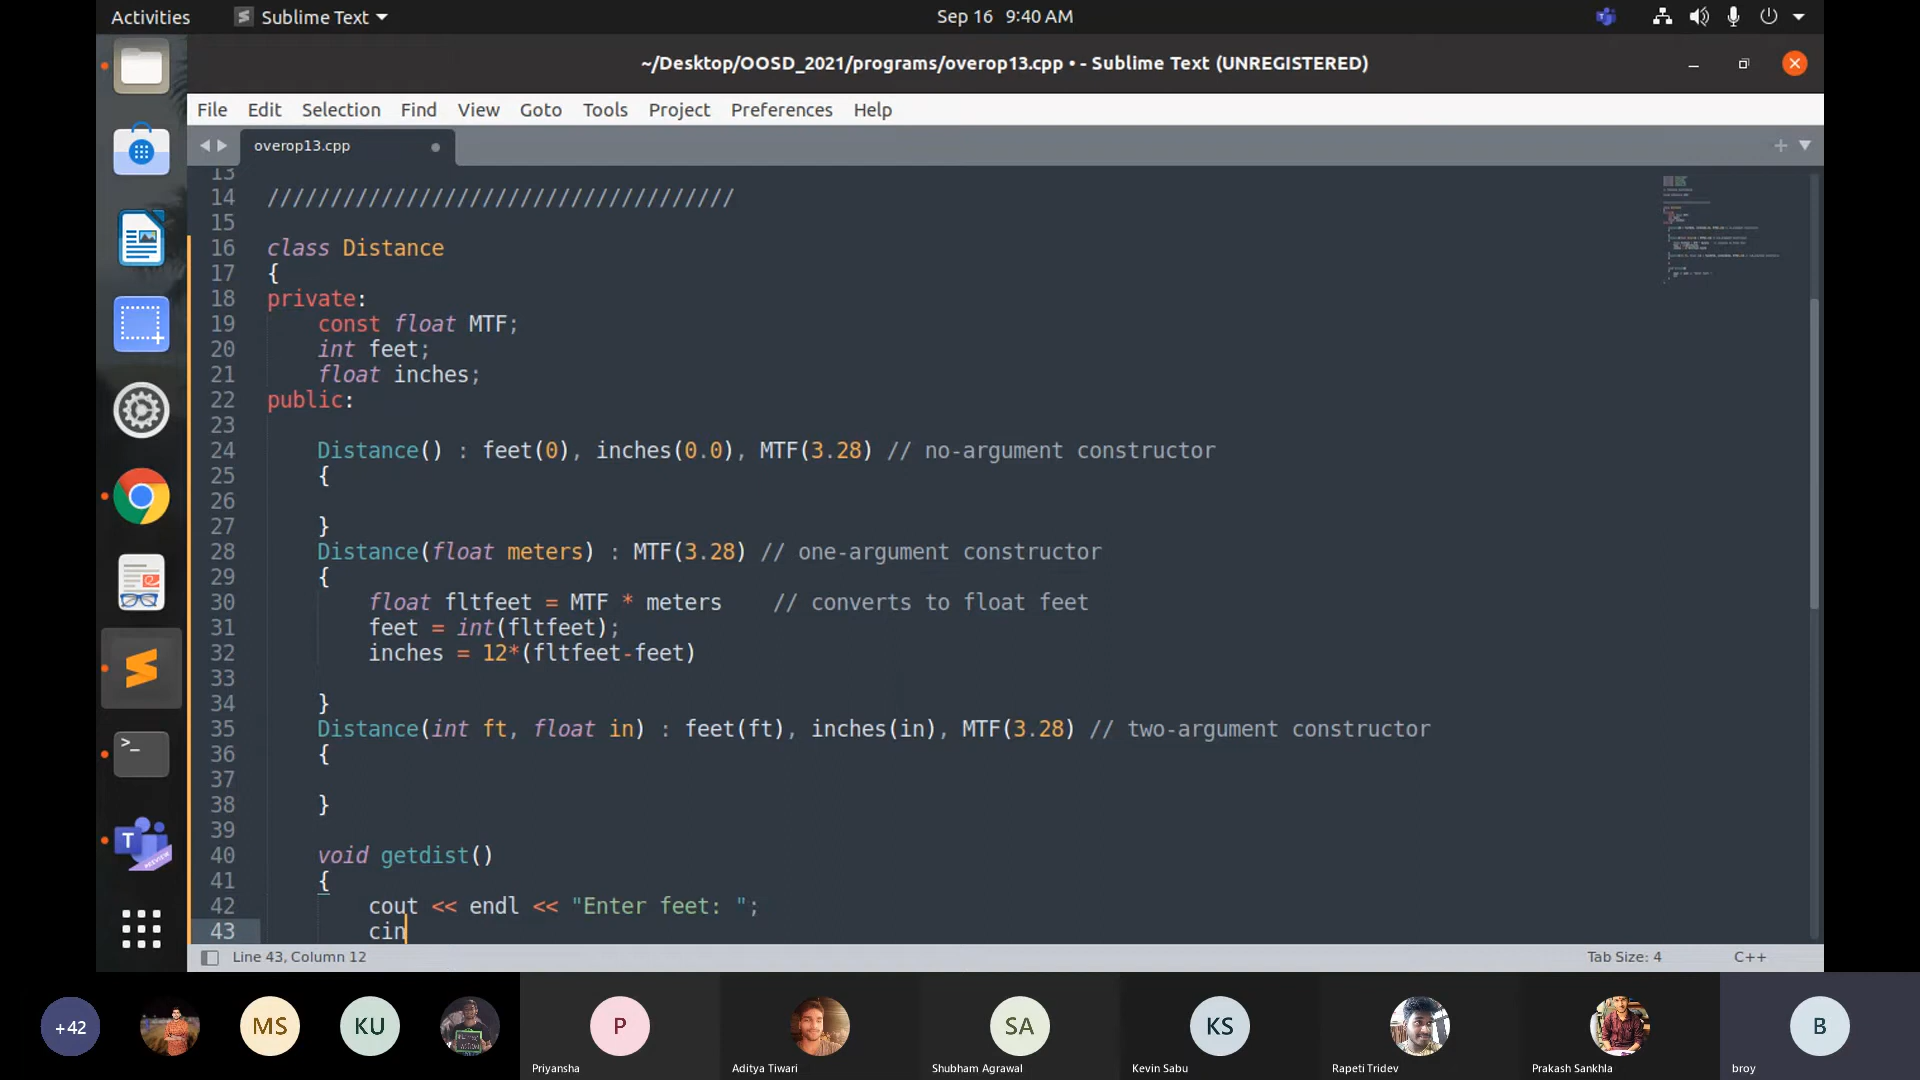 Activities Sublime Text Sep 16 9:40 AM
~/Desktop/OOSD_2021/programs/overop13.cpp • - Sublime Text (UNREGISTERED)
File Edit Selection Find View Goto Tools Project Preferences Help
overop13.cpp
13
14 /////////////////////////////////////
15
16 class Distance
17 {
18 private:
19 const float MTF;
20 int feet;
21 float inches;
22 public:
23
24 Distance() : feet(0), inches(0.0), MTF(3.28) // no-argument constructor
25 {
26
27 }
28 Distance(float meters) : MTF(3.28) // one-argument constructor
29 {
30 float fltfeet = MTF * meters // converts to float feet
31 feet = int(fltfeet);
32 inches = 12*(fltfeet-feet)
33
34 }
35 Distance(int ft, float in) : feet(ft), inches(in), MTF(3.28) // two-argument constructor
36 {
37
38 }
39
40 void getdist()
41 {
42 cout << endl << "Enter feet: ";
43 cin
Line 43, Column 12 Tab Size: 4 C++
+42 MS KU P SA KS B
Priyansha Aditya Tiwari Shubham Agrawal Kevin Sabu Rapeti Tridev Prakash Sankhla broy